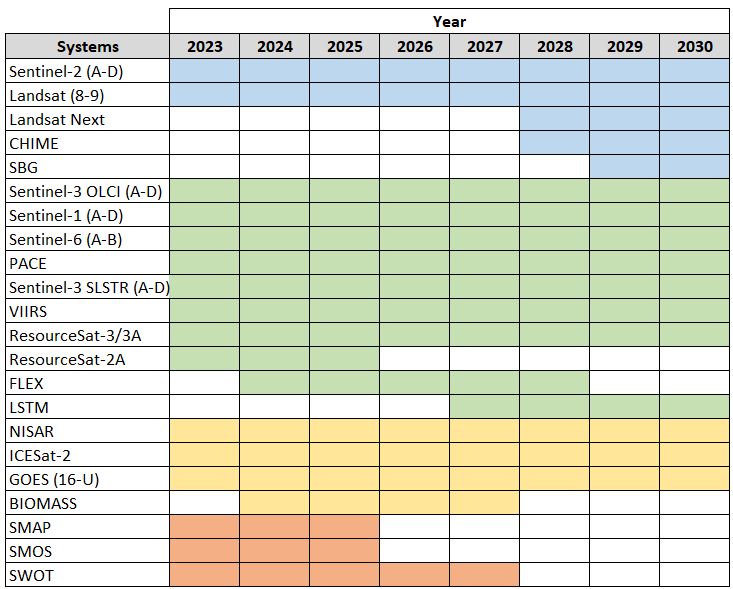 Year
Systems 2023 2024 2025 2026 2027 2028 2029 2030
Sentinel-2 (A-D)
Landsat (8-9)
Landsat Next
CHIME
SBG
Sentinel-3 OLCI (A-D)
Sentinel-1 (A-D)
Sentinel-6 (A-B)
PACE
Sentinel-3 SLSTR (A-D)
VIIRS
ResourceSat-3/3A
ResourceSat-2A
FLEX
LSTM
NISAR
ICESat-2
GOES (16-U)
BIOMASS
SMAP
SMOS
SWOT